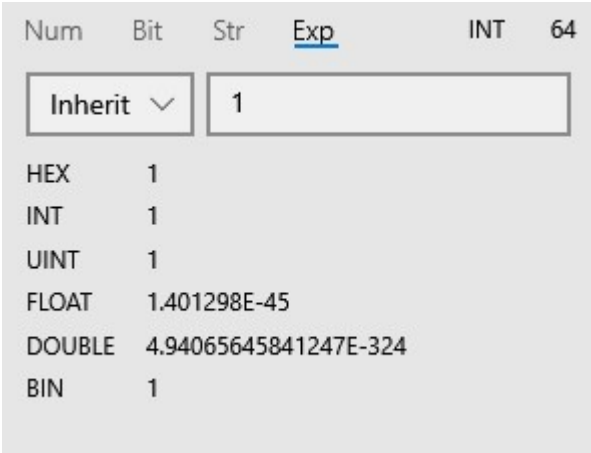 Num Bit Str Exp INT 64
Inherit 1
HEX 1
INT 1
UINT 1
FLOAT 1.401298E-45
DOUBLE 4.94065645841247E-324
BIN 1